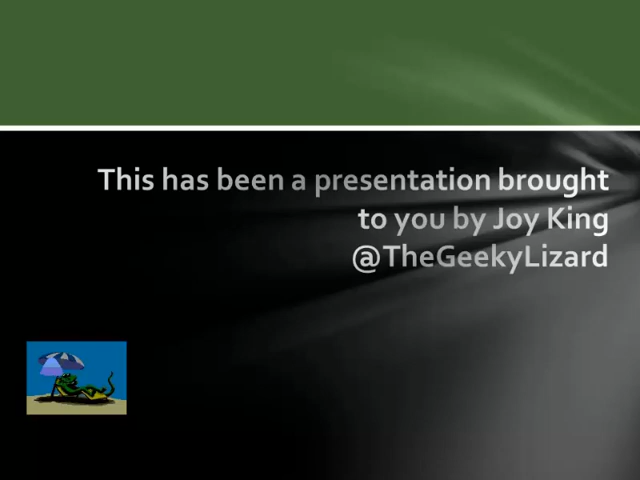 This has been a presentation brought
to you by Joy King
@TheGeekyLizard